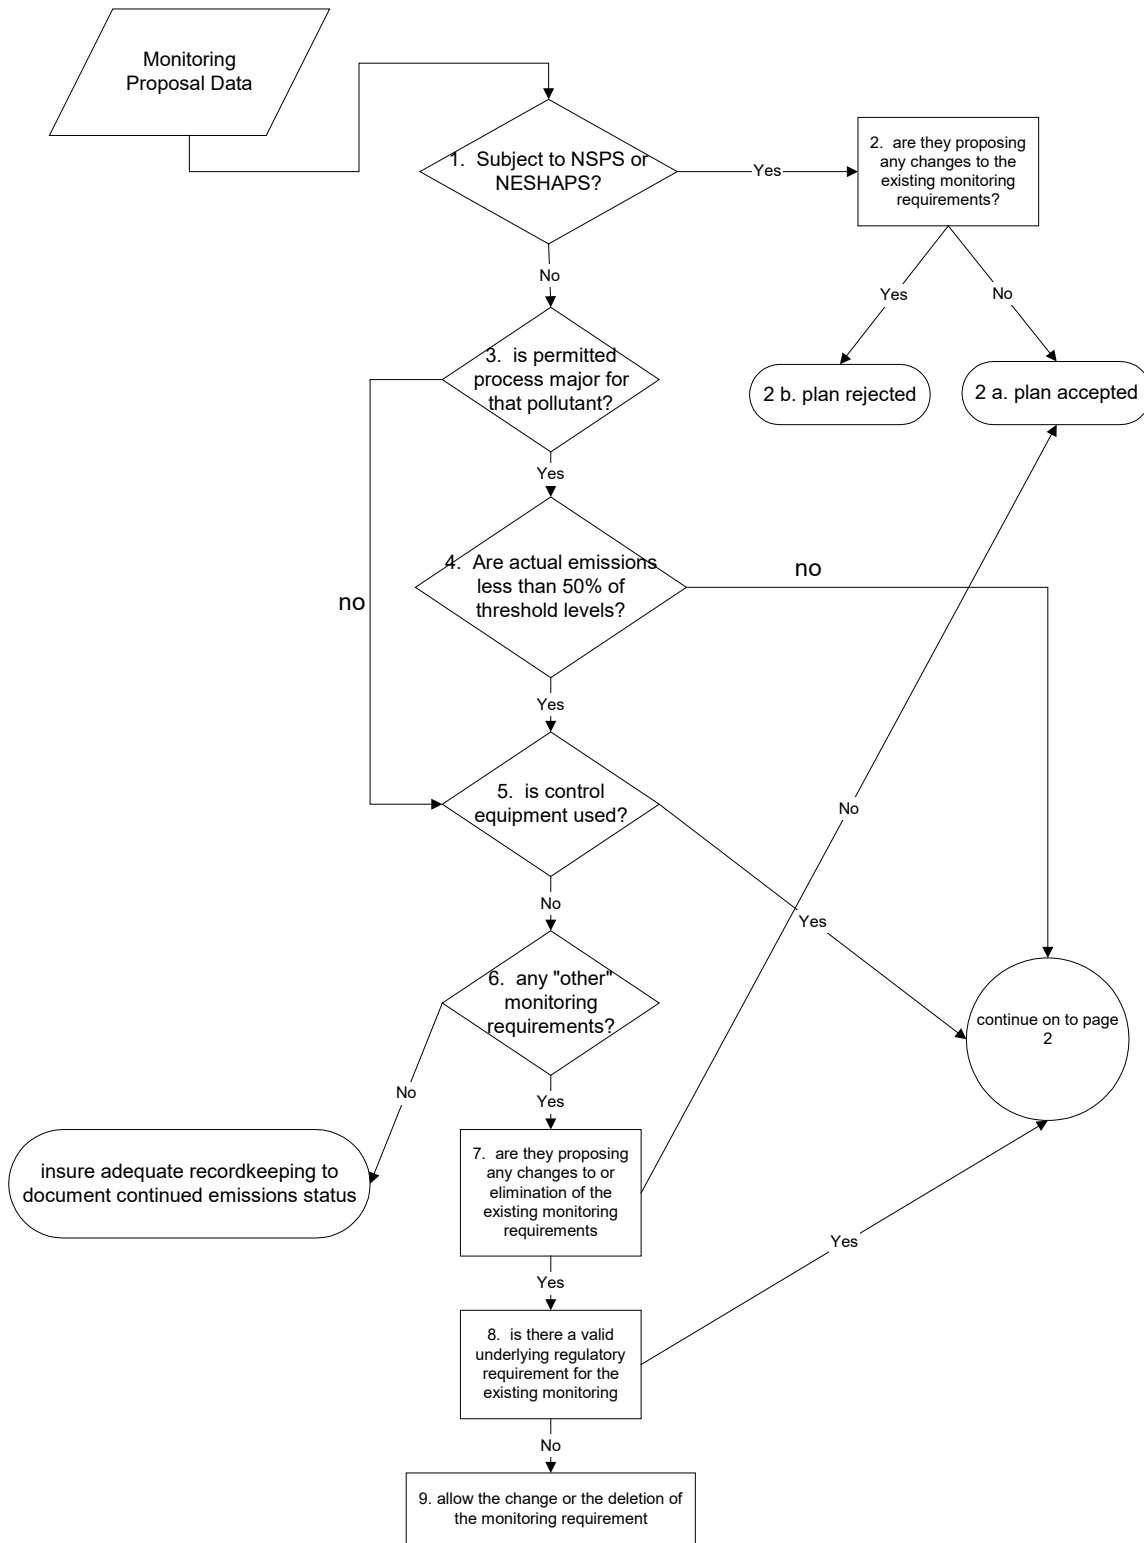 Monitoring
Proposal Data
1. Subject to NSPS or
NESHAPS?
Yes
2. are they proposing
any changes to the
existing monitoring
requirements?
No
Yes
No
3. is permitted
process major for
that pollutant?
2 b. plan rejected
2 a. plan accepted
Yes
4. Are actual emissions
less than 50% of
threshold levels?
no
no
Yes
5. is control
equipment used?
No
No
Yes
6. any "other"
monitoring
requirements?
continue on to page
2
No
Yes
insure adequate recordkeeping to
document continued emissions status
7. are they proposing
any changes to or
elimination of the
existing monitoring
requirements
Yes
Yes
8. is there a valid
underlying regulatory
requirement for the
existing monitoring
No
9. allow the change or the deletion of
the monitoring requirement